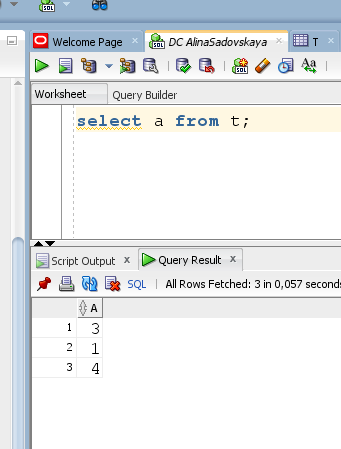 SQL
Welcome Page x DC AlinaSadovskaya x T x
Worksheet Query Builder
select a from t;
Script Output x Query Result x
SQL | All Rows Fetched: 3 in 0,057 seconds
A
1 3
2 1
3 4